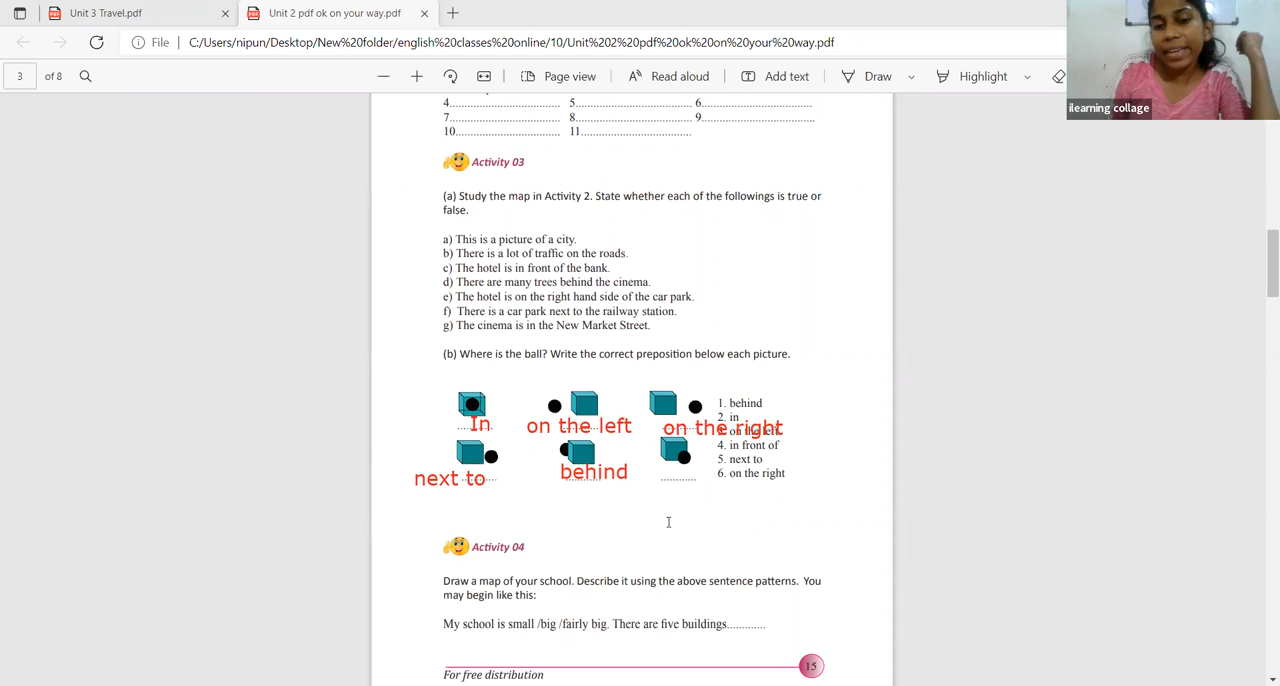 Unit 3 Travel.pdf
Unit 2 pdf ok on your way.pdf
File C:/Users/nipun/Desktop/New%20folder/english%20classes%20online/10/Unit%202%20pdf%20ok%20on%20your%20way.pdf
3 of 8 Page view Read aloud Add text Draw Highlight
ilearning collage
4............................................ 5............................................ 6............................................
7............................................ 8............................................ 9............................................
10.......................................... 11..........................................
Activity 03
(a) Study the map in Activity 2. State whether each of the followings is true or
false.
a) This is a picture of a city.
b) There is a lot of traffic on the roads.
c) The hotel is in front of the bank.
d) There are many trees behind the cinema.
e) The hotel is on the right hand side of the car park.
f) There is a car park next to the railway station.
g) The cinema is in the New Market Street.
(b) Where is the ball? Write the correct preposition below each picture.
In on the left on the right
next to behind ............
1. behind
2. in
3. on the left
4. in front of
5. next to
6. on the right
Activity 04
Draw a map of your school. Describe it using the above sentence patterns. You
may begin like this:
My school is small /big /fairly big. There are five buildings.............
15
For free distribution